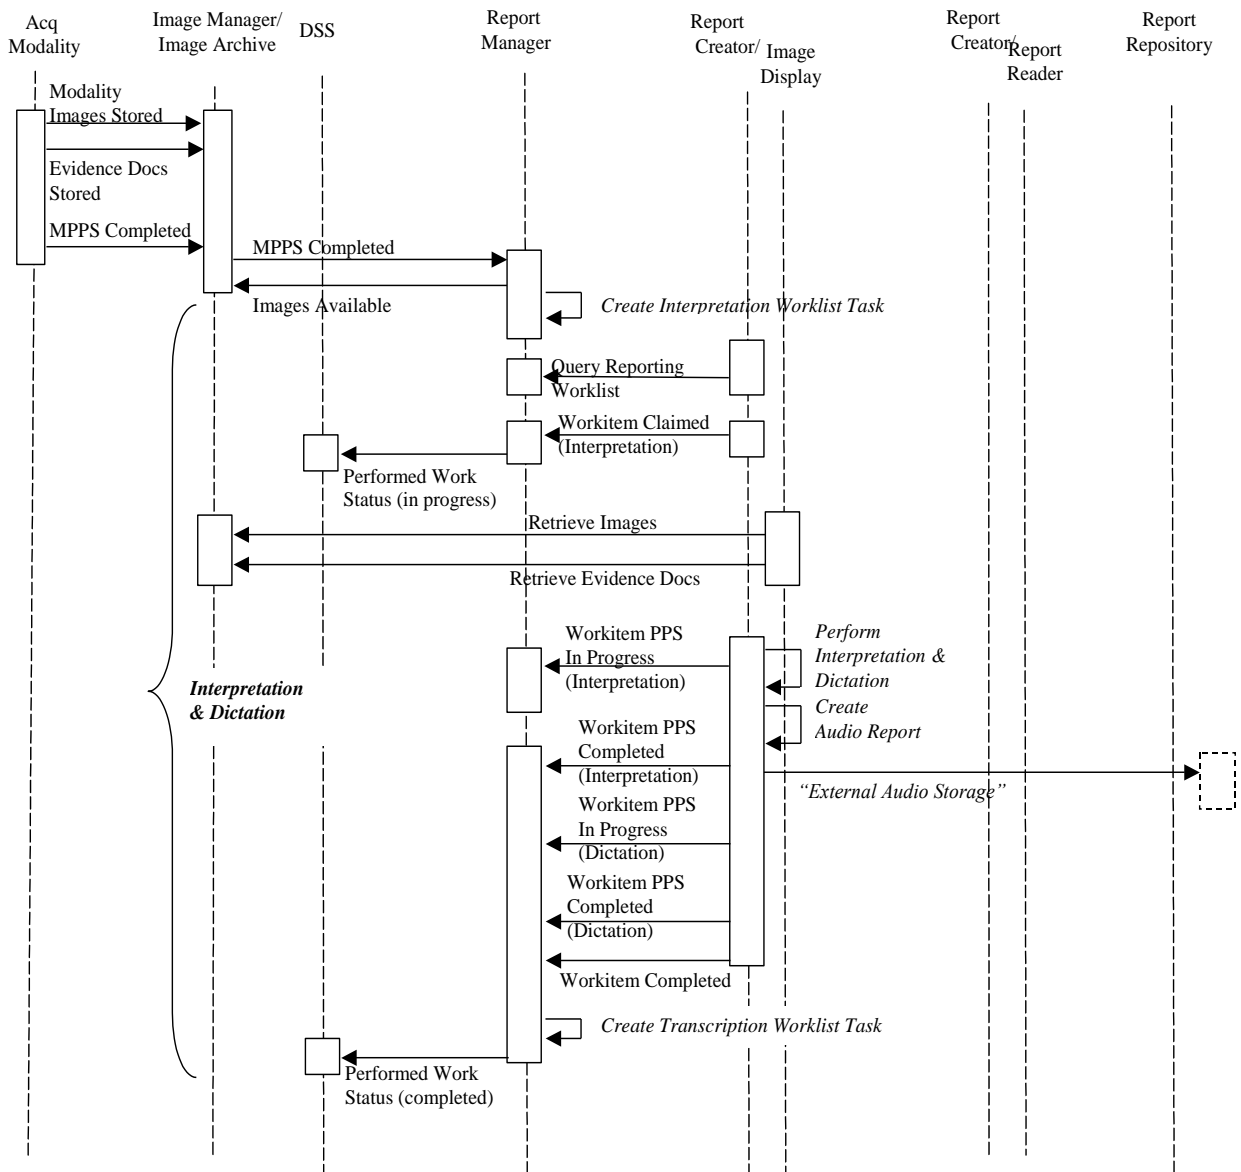 Acq
Modality
Image Manager/
Image Archive
DSS
Report
Manager
Report
Creator/
Image
Display
Report
Creator/
Report
Reader
Report
Repository
Modality
Images Stored
Evidence Docs
Stored
MPPS Completed
MPPS Completed
Images Available
Create Interpretation Worklist Task
Query Reporting
Worklist
Workitem Claimed
(Interpretation)
Performed Work
Status (in progress)
Retrieve Images
Retrieve Evidence Docs
Workitem PPS
In Progress
(Interpretation)
Perform
Interpretation &
Dictation
Create
Audio Report
Interpretation
& Dictation
Workitem PPS
Completed
(Interpretation)
“External Audio Storage”
Workitem PPS
In Progress
(Dictation)
Workitem PPS
Completed
(Dictation)
Workitem Completed
Create Transcription Worklist Task
Performed Work
Status (completed)